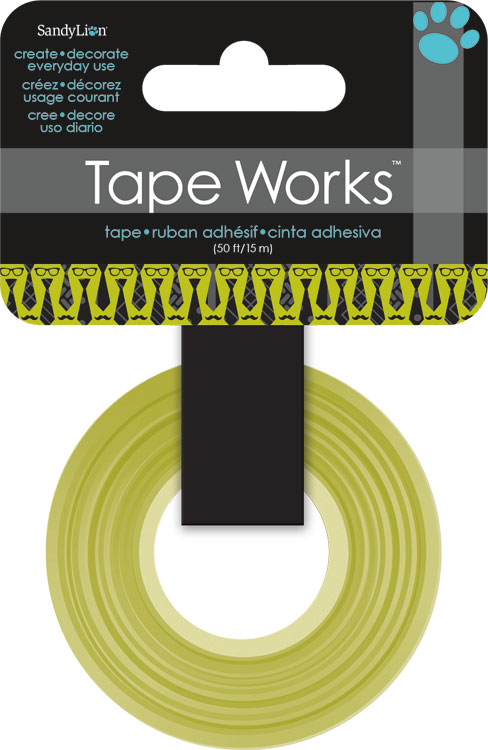 SandyLion™
create•decorate
everyday use
créez•décorez
usage courant
cree•decore
uso diario
Tape Works™
tape•ruban adhésif•cinta adhesiva
(50 ft/15 m)